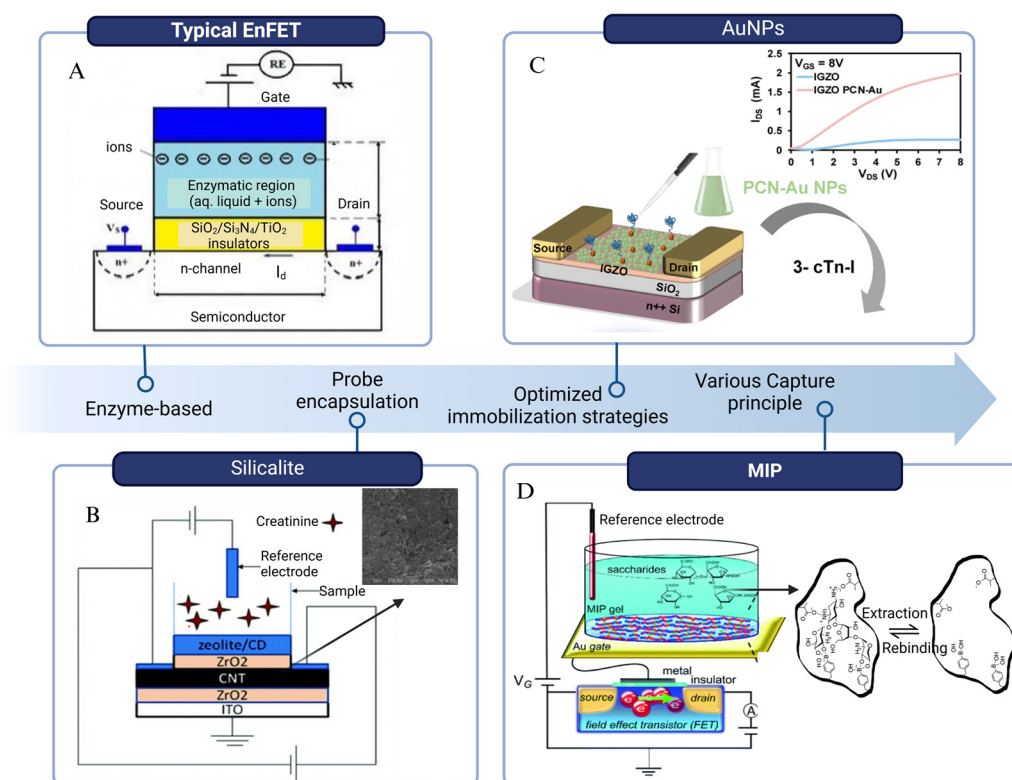 Typical EnFET
A
RE
Gate
ions
Enzymatic region
(aq. liquid + ions)
Source
Drain
Vs
SiO2/Si3N4/TiO2
insulators
n+
n+
n-channel
Id
Semiconductor
AuNPs
C
VGS = 8V
IGZO
IGZO PCN-Au
IDS (mA)
2
1.5
1
0.5
0
0 1 2 3 4 5 6 7 8
VDS (V)
PCN-Au NPs
Source
Drain
IGZO
SiO2
n++ Si
3- cTn-I
Enzyme-based
Probe
encapsulation
Optimized
immobilization strategies
Various Capture
principle
Silicalite
B
Creatinine
Reference
electrode
Sample
zeolite/CD
ZrO2
CNT
ZrO2
ITO
MIP
D
Reference electrode
saccharides
MIP gel
Au gate
metal
insulator
VG
source
drain
e-
e-
e-
e-
A
field effect transistor (FET)
Extraction
Rebinding